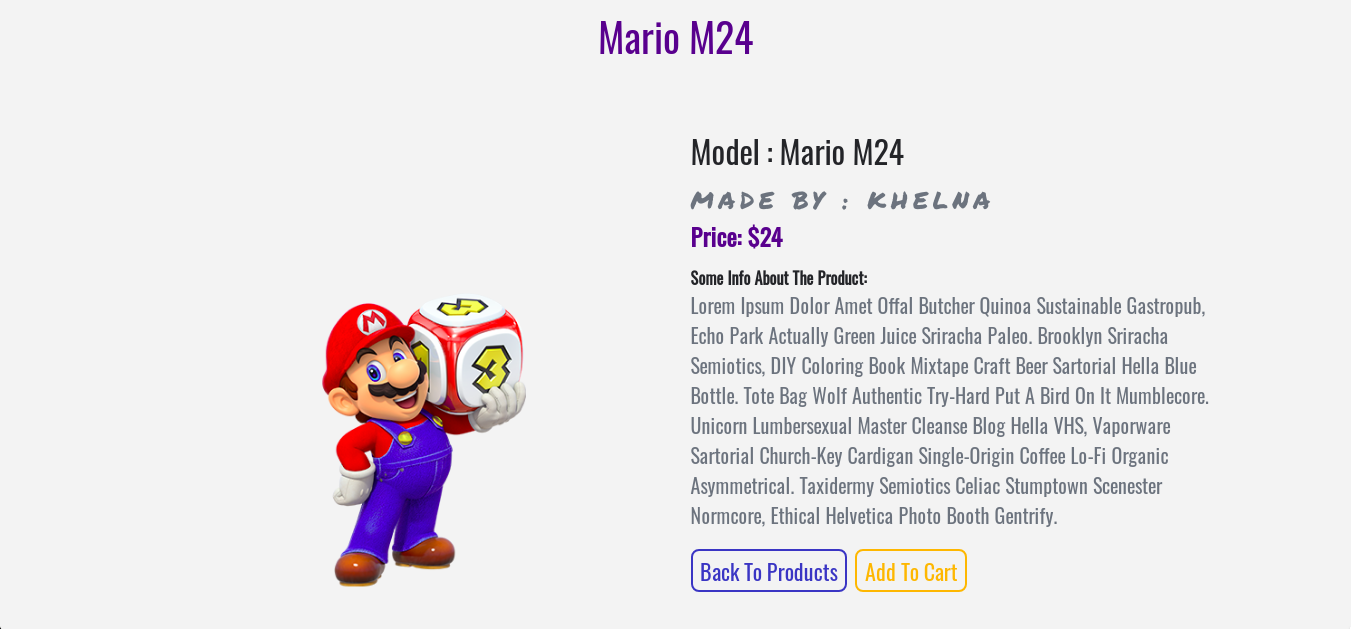 Mario M24
Model : Mario M24
MADE BY : KHELNA
Price: $24
Some Info About The Product:
Lorem Ipsum Dolor Amet Offal Butcher Quinoa Sustainable Gastropub,
Echo Park Actually Green Juice Sriracha Paleo. Brooklyn Sriracha
Semiotics, DIY Coloring Book Mixtape Craft Beer Sartorial Hella Blue
Bottle. Tote Bag Wolf Authentic Try-Hard Put A Bird On It Mumblecore.
Unicorn Lumbersexual Master Cleanse Blog Hella VHS, Vaporware
Sartorial Church-Key Cardigan Single-Origin Coffee Lo-Fi Organic
Asymmetrical. Taxidermy Semiotics Celiac Stumptown Scenester
Normcore, Ethical Helvetica Photo Booth Gentrify.
M
3
3
Back To Products
Add To Cart